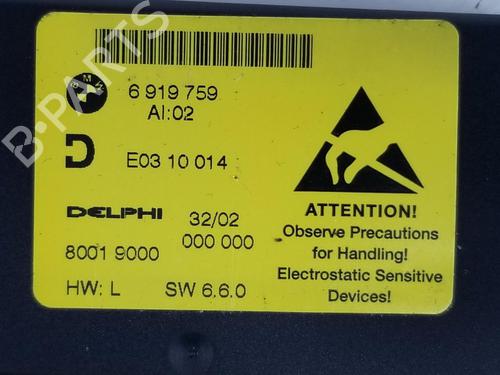 B-PARTS
M
6 919 759
AI:02
D
E03 10 014
DELPHI
32/02
000 000
8001 9000
HW: L
SW 6.6.0
ATTENTION!
Observe Precautions
for Handling!
Electrostatic Sensitive
Devices!